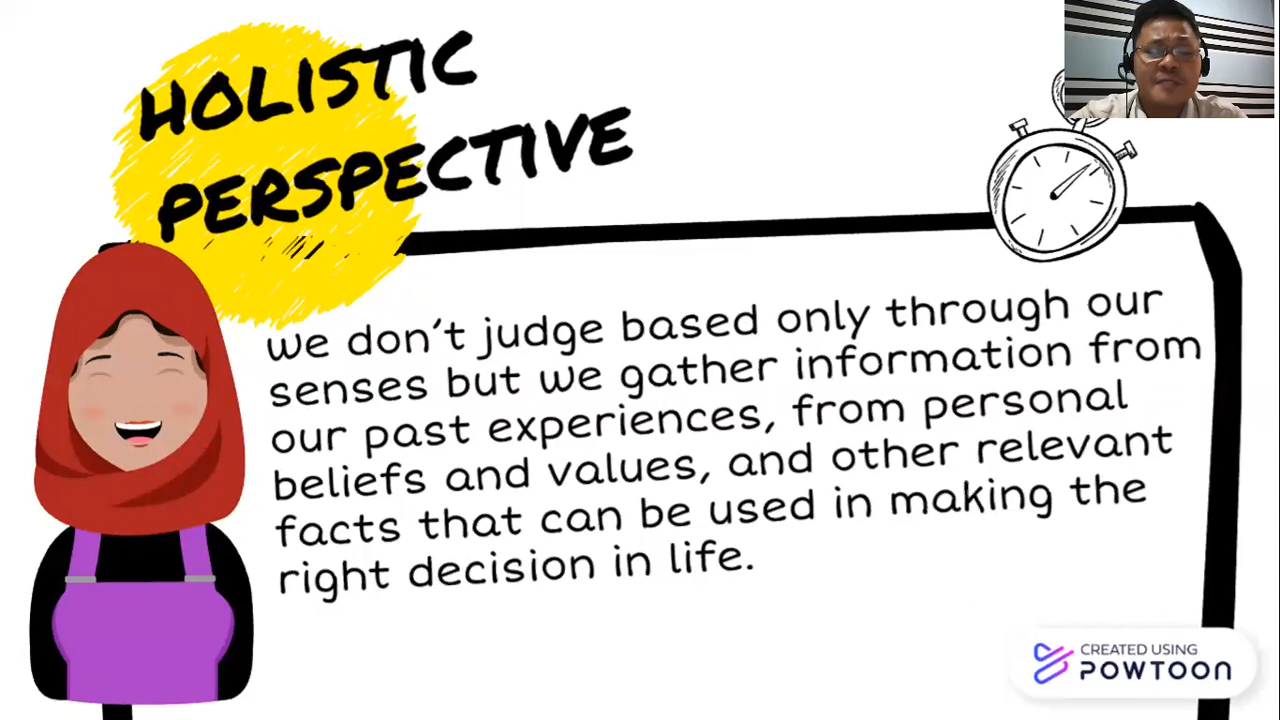 HOLISTIC
PERSPECTIVE
we don't judge based only through our
senses but we gather information from
our past experiences, from personal
beliefs and values, and other relevant
facts that can be used in making the
right decision in life.
CREATED USING
POWTOON